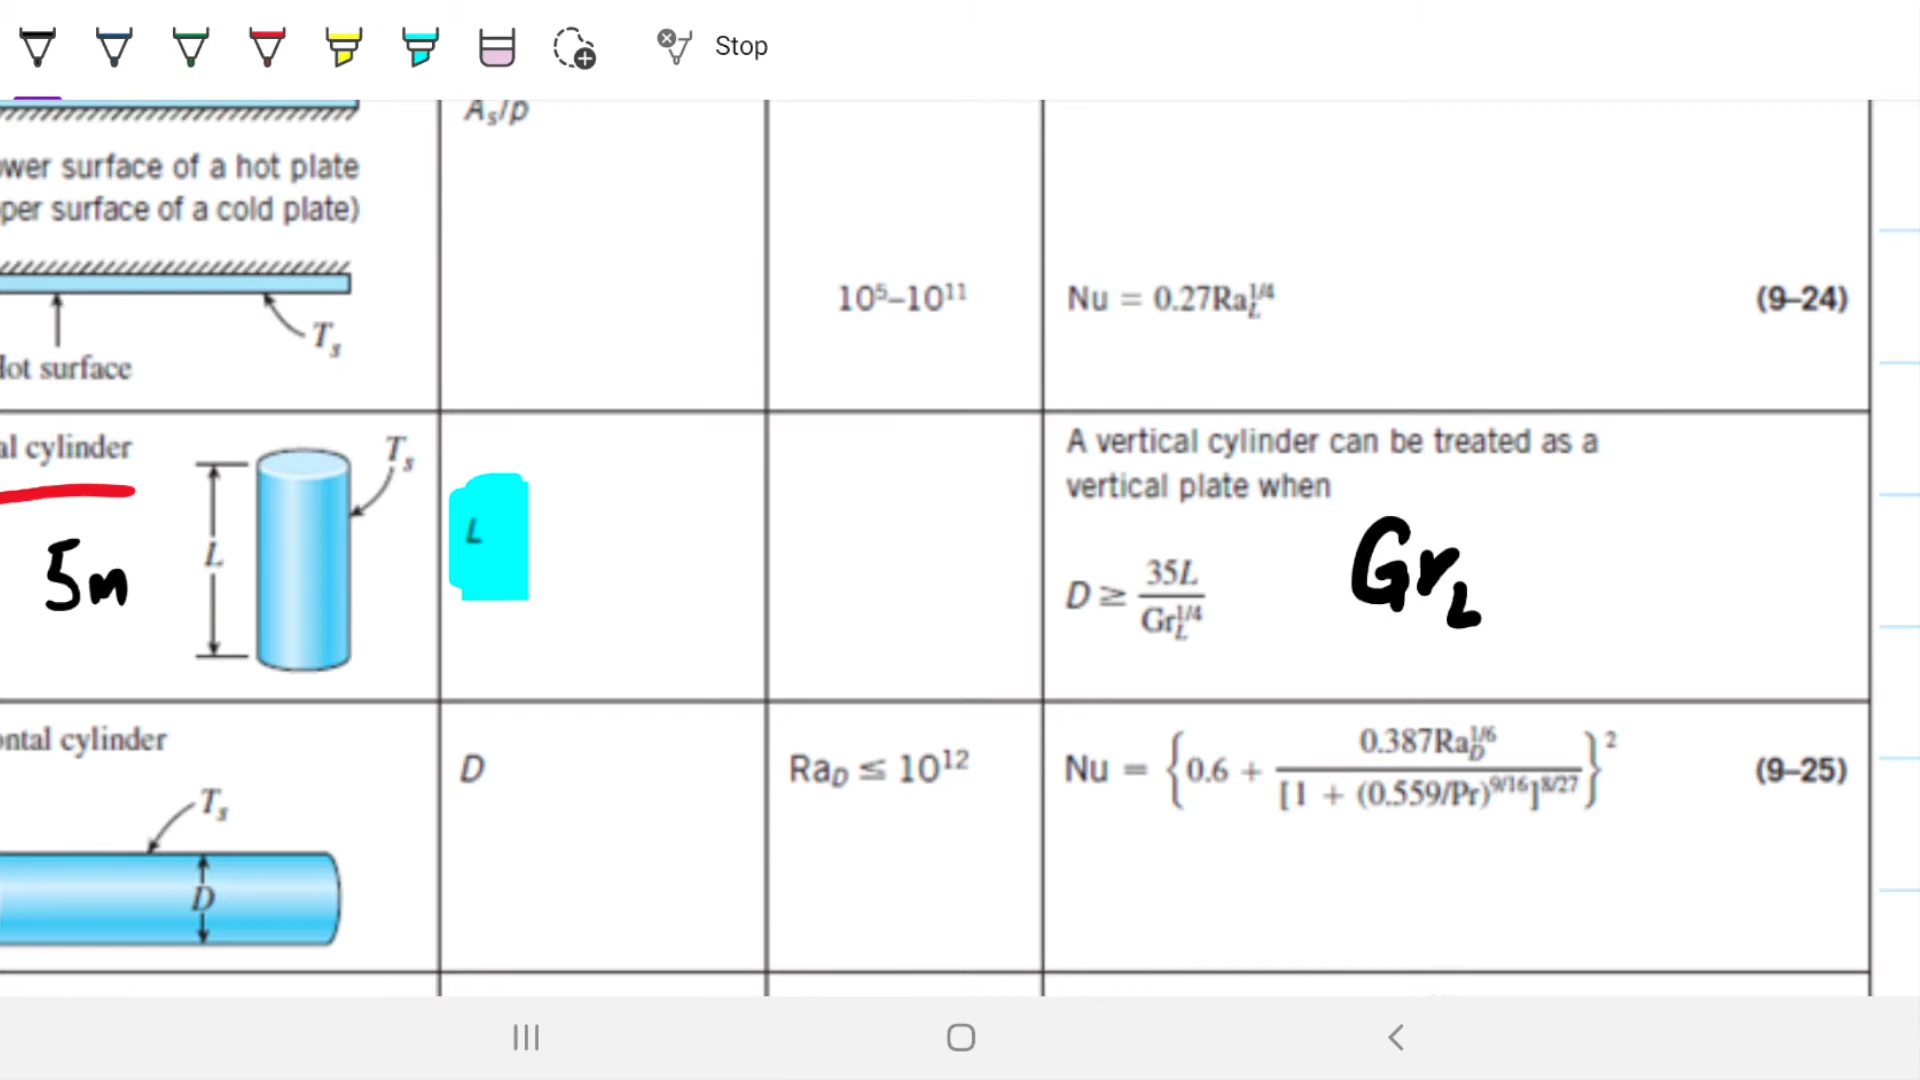 Stop
As/p
wer surface of a hot plate
per surface of a cold plate)
Ts
Hot surface
10⁵–10¹¹
Nu = 0.27Ra_L^1/4
(9–24)
al cylinder
Ts
L
5m
L
A vertical cylinder can be treated as a
vertical plate when
D ≥ 35L / Gr_L^1/4
Gr_L
ntal cylinder
Ts
D
D
Ra_D ≤ 10¹²
Nu = {0.6 + 0.387Ra_D^1/6 / [1 + (0.559/Pr)^9/16]^8/27}²
(9–25)